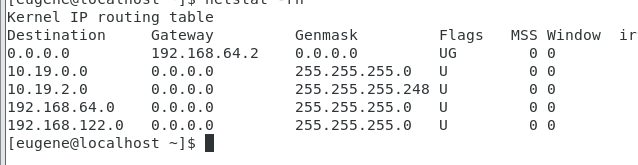 [eugene@localhost ~]$ netstat -rn
Kernel IP routing table
Destination     Gateway         Genmask         Flags   MSS Window  ir
0.0.0.0         192.168.64.2    0.0.0.0         UG        0 0
10.19.0.0       0.0.0.0         255.255.255.0   U         0 0
10.19.2.0       0.0.0.0         255.255.255.248 U         0 0
192.168.64.0    0.0.0.0         255.255.255.0   U         0 0
192.168.122.0   0.0.0.0         255.255.255.0   U         0 0
[eugene@localhost ~]$